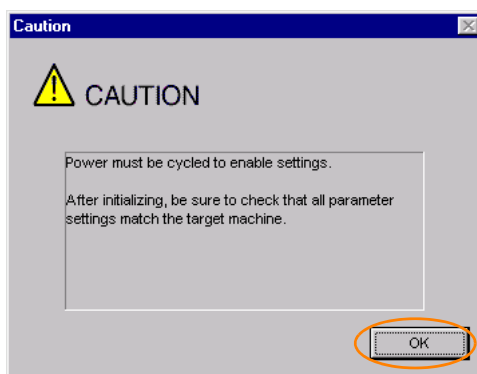 Caution
CAUTION
Power must be cycled to enable settings.
After initializing, be sure to check that all parameter
settings match the target machine.
OK